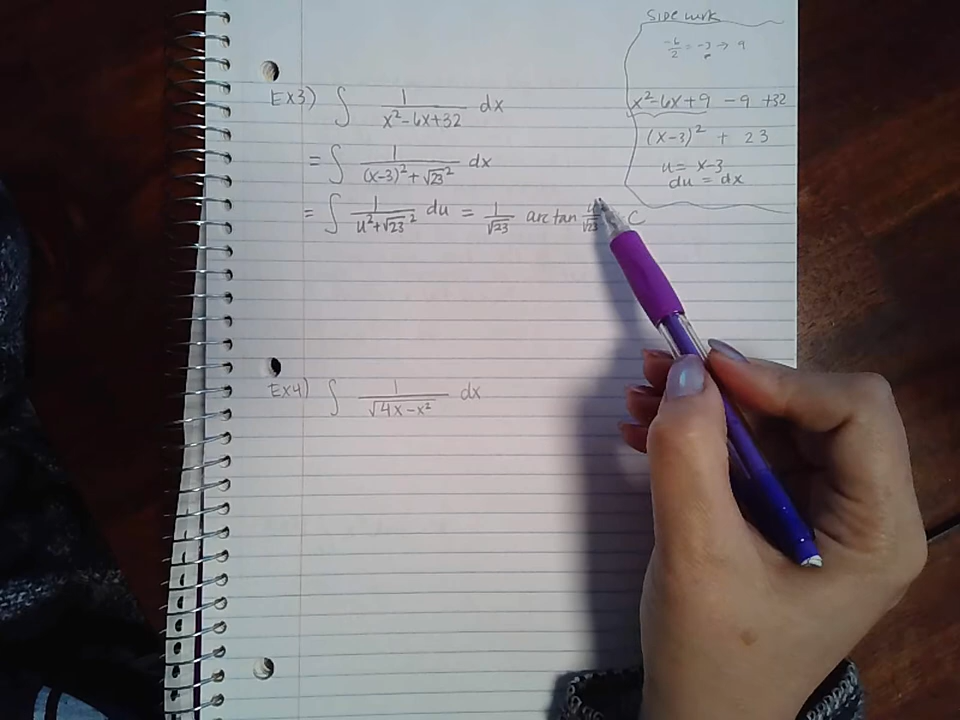 Side work
-6/2 = -3 → 9
Ex3) ∫ 1/(x²-6x+32) dx
x²-6x+9 - 9 + 32
(x-3)² + 23
= ∫ 1/((x-3)² + √23²) dx
u = x-3
du = dx
= ∫ 1/(u²+√23²) du = 1/√23 arctan u/√23 C
Ex4) ∫ 1/√(4x-x²) dx